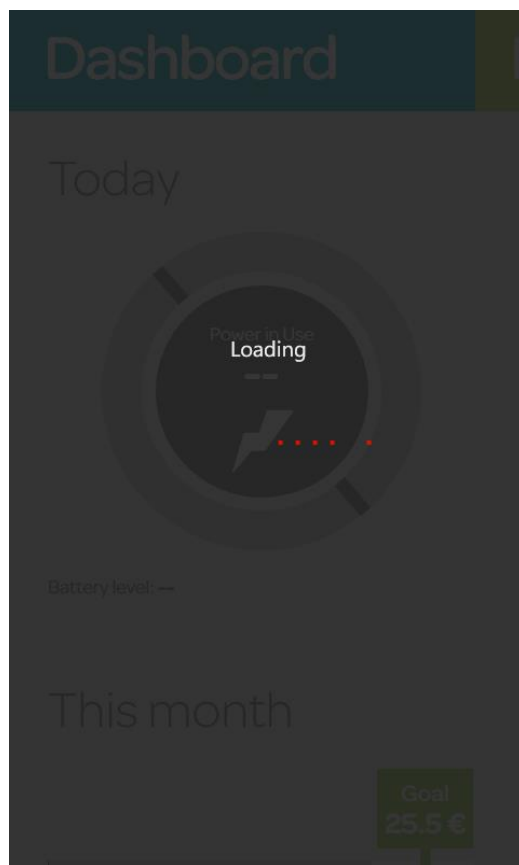 Dashboard
Today
Power in Use
Loading
--
Battery level: --
This month
Goal
25.5 €